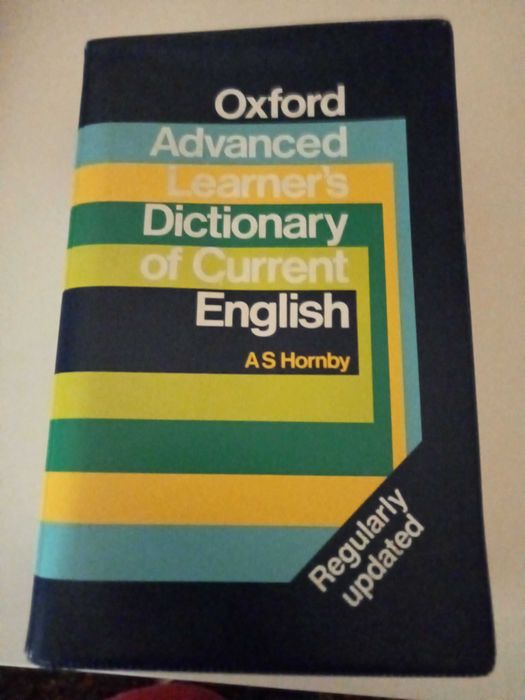 Oxford
Advanced
Learner's
Dictionary
of Current
English
A S Hornby
Regularly
updated